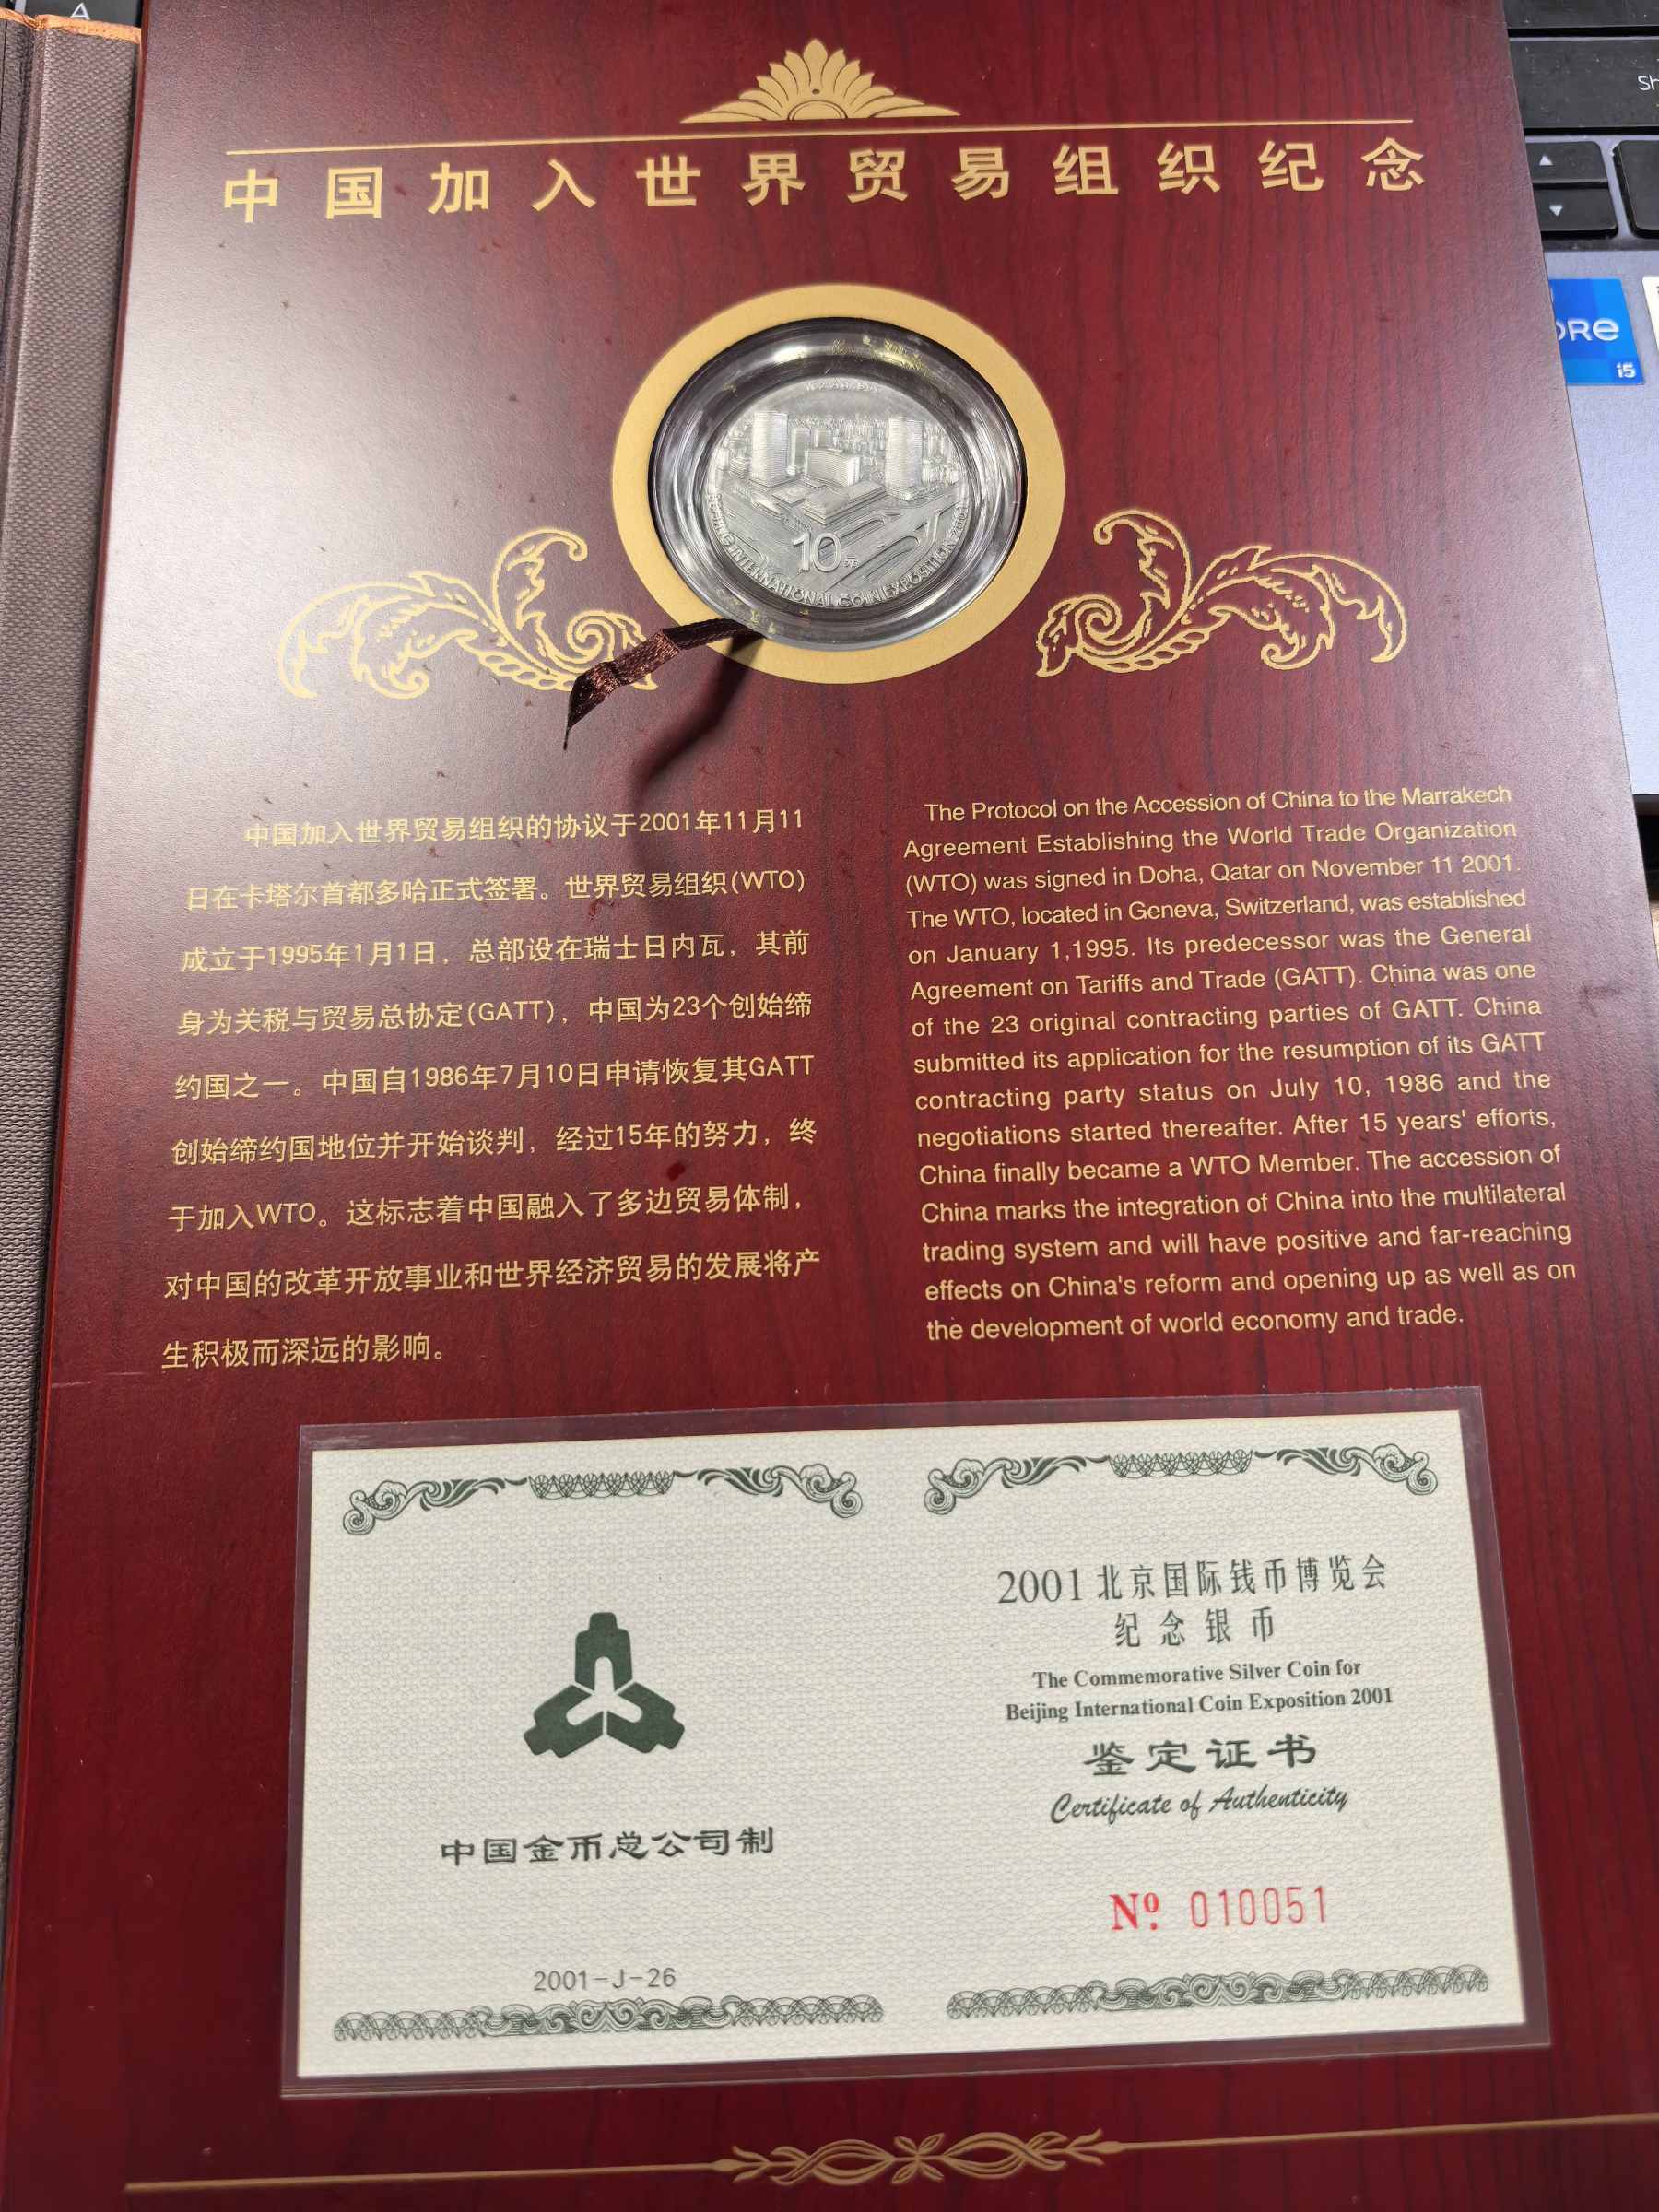 A
Sh
ORe
i5
中国加入世界贸易组织纪念
10元
BEIJING INTERNATIONAL COIN EXPOSITION 2001
中国加入世界贸易组织的协议于2001年11月11
日在卡塔尔首都多哈正式签署。世界贸易组织(WTO)
成立于1995年1月1日，总部设在瑞士日内瓦，其前
身为关税与贸易总协定(GATT)，中国为23个创始缔
约国之一。中国自1986年7月10日申请恢复其GATT
创始缔约国地位并开始谈判，经过15年的努力，终
于加入WTO。这标志着中国融入了多边贸易体制，
对中国的改革开放事业和世界经济贸易的发展将产
生积极而深远的影响。
The Protocol on the Accession of China to the Marrakech
Agreement Establishing the World Trade Organization
(WTO) was signed in Doha, Qatar on November 11 2001.
The WTO, located in Geneva, Switzerland, was established
on January 1,1995. Its predecessor was the General
Agreement on Tariffs and Trade (GATT). China was one
of the 23 original contracting parties of GATT. China
submitted its application for the resumption of its GATT
contracting party status on July 10, 1986 and the
negotiations started thereafter. After 15 years' efforts,
China finally became a WTO Member. The accession of
China marks the integration of China into the multilateral
trading system and will have positive and far-reaching
effects on China's reform and opening up as well as on
the development of world economy and trade.
中国金币总公司制
2001-J-26
2001北京国际钱币博览会
纪念银币
The Commemorative Silver Coin for
Beijing International Coin Exposition 2001
鉴定证书
Certificate of Authenticity
Nº. 010051